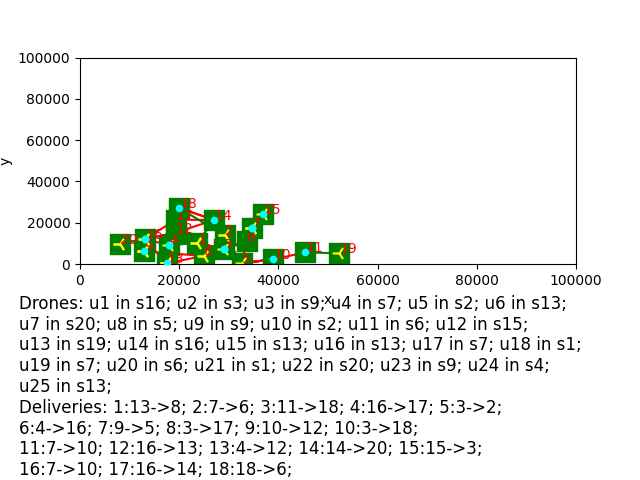 100000
80000
60000
40000
20000
0
y
0 20000 40000 60000 80000 100000
x
Drones: u1 in s16; u2 in s3; u3 in s9; u4 in s7; u5 in s2; u6 in s13;
u7 in s20; u8 in s5; u9 in s9; u10 in s2; u11 in s6; u12 in s15;
u13 in s19; u14 in s16; u15 in s13; u16 in s13; u17 in s7; u18 in s1;
u19 in s7; u20 in s6; u21 in s1; u22 in s20; u23 in s9; u24 in s4;
u25 in s13;
Deliveries: 1:13->8; 2:7->6; 3:11->18; 4:16->17; 5:3->2;
6:4->16; 7:9->5; 8:3->17; 9:10->12; 10:3->18;
11:7->10; 12:16->13; 13:4->12; 14:14->20; 15:15->3;
16:7->10; 17:16->14; 18:18->6;